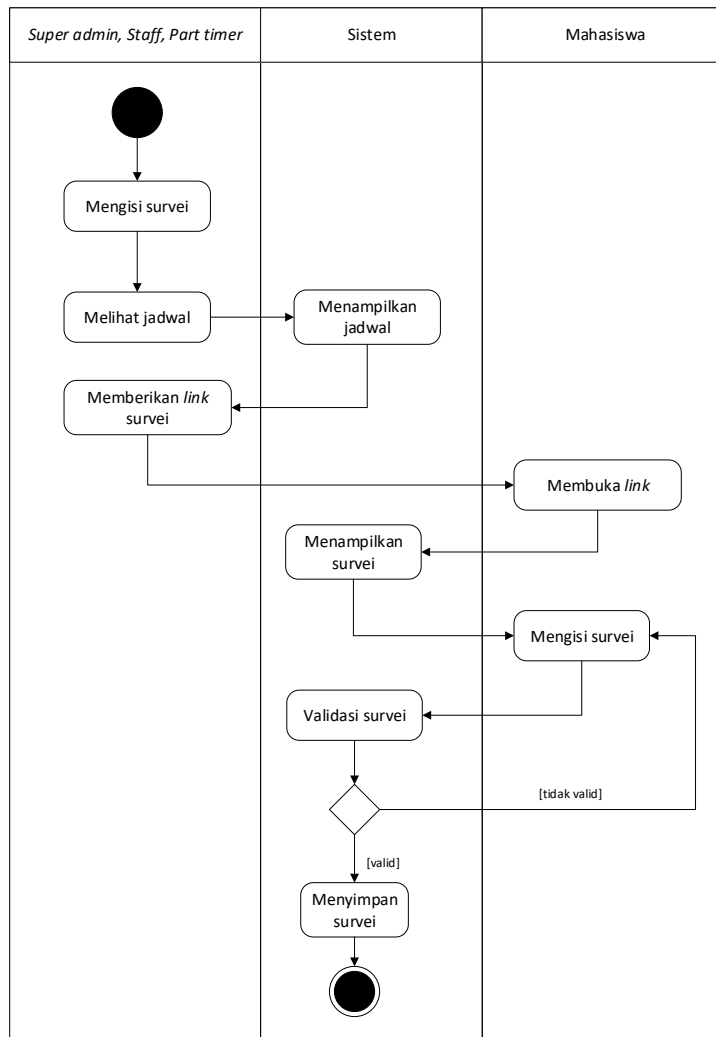 Super admin, Staff, Part timer
Sistem
Mahasiswa
Mengisi survei
Melihat jadwal
Menampilkan
jadwal
Memberikan link
survei
Membuka link
Menampilkan
survei
Mengisi survei
Validasi survei
[tidak valid]
[valid]
Menyimpan
survei